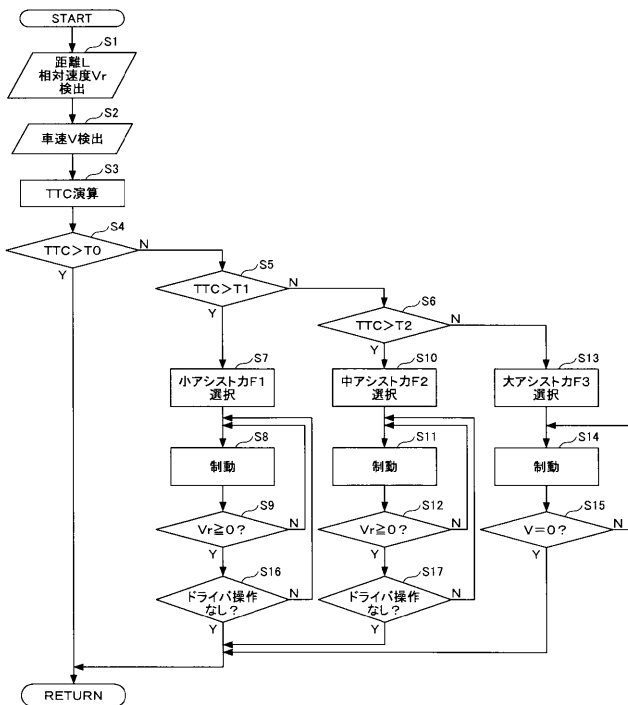 START
S1
距離L
相対速度Vr
検出
S2
車速V検出
S3
TTC演算
S4
TTC>T0
N
Y
S5
TTC>T1
N
Y
S6
TTC>T2
N
Y
S7
小アシスト力F1
選択
S10
中アシスト力F2
選択
S13
大アシスト力F3
選択
S8
制動
S11
制動
S14
制動
S9
Vr≧0?
N
Y
S12
Vr≧0?
N
Y
S15
V=0?
N
Y
S16
ドライバ操作
なし?
N
Y
S17
ドライバ操作
なし?
N
Y
RETURN